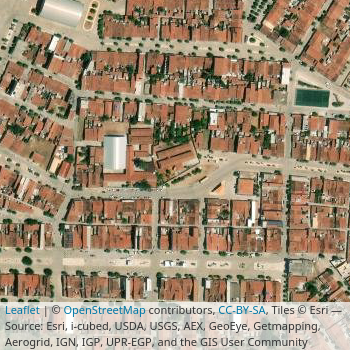 Leaflet | © OpenStreetMap contributors, CC-BY-SA, Tiles © Esri —
Source: Esri, i-cubed, USDA, USGS, AEX, GeoEye, Getmapping,
Aerogrid, IGN, IGP, UPR-EGP, and the GIS User Community